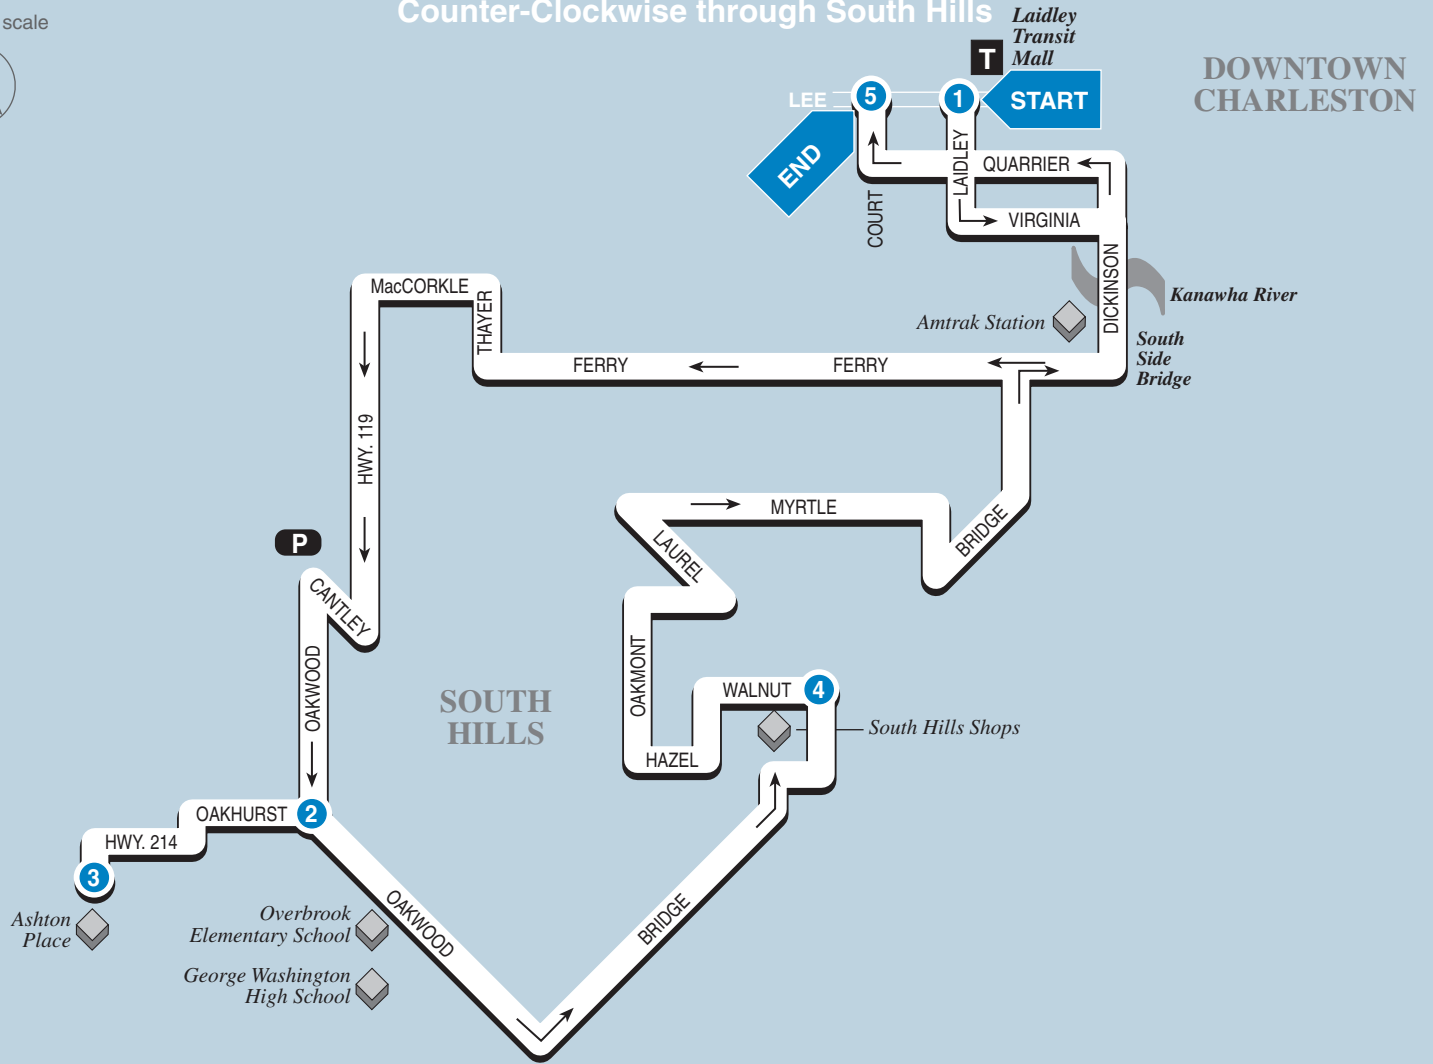 scale
Counter-Clockwise through South Hills
Laidley
Transit
Mall
T
DOWNTOWN
CHARLESTON
LEE
5
1
START
END
LAIDLEY
QUARRIER
COURT
VIRGINIA
DICKINSON
Kanawha River
Amtrak Station
South
Side
Bridge
MacCORKLE
THAYER
FERRY
FERRY
HWY. 119
MYRTLE
BRIDGE
LAUREL
P
CANTLEY
OAKWOOD
OAKMONT
SOUTH
HILLS
WALNUT
4
South Hills Shops
HAZEL
OAKHURST
2
HWY. 214
3
Ashton
Place
Overbrook
Elementary School
OAKWOOD
BRIDGE
George Washington
High School